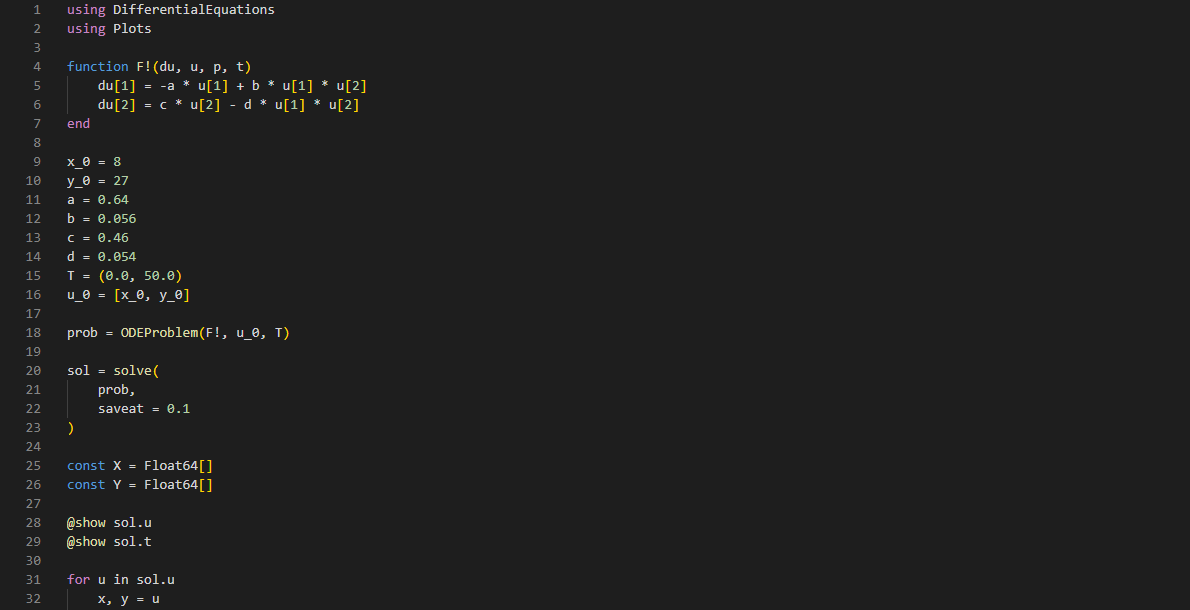 1 using DifferentialEquations
2 using Plots
3
4 function F!(du, u, p, t)
5 du[1] = -a * u[1] + b * u[1] * u[2]
6 du[2] = c * u[2] - d * u[1] * u[2]
7 end
8
9 x_0 = 8
10 y_0 = 27
11 a = 0.64
12 b = 0.056
13 c = 0.46
14 d = 0.054
15 T = (0.0, 50.0)
16 u_0 = [x_0, y_0]
17
18 prob = ODEProblem(F!, u_0, T)
19
20 sol = solve(
21 prob,
22 saveat = 0.1
23 )
24
25 const X = Float64[]
26 const Y = Float64[]
27
28 @show sol.u
29 @show sol.t
30
31 for u in sol.u
32 x, y = u